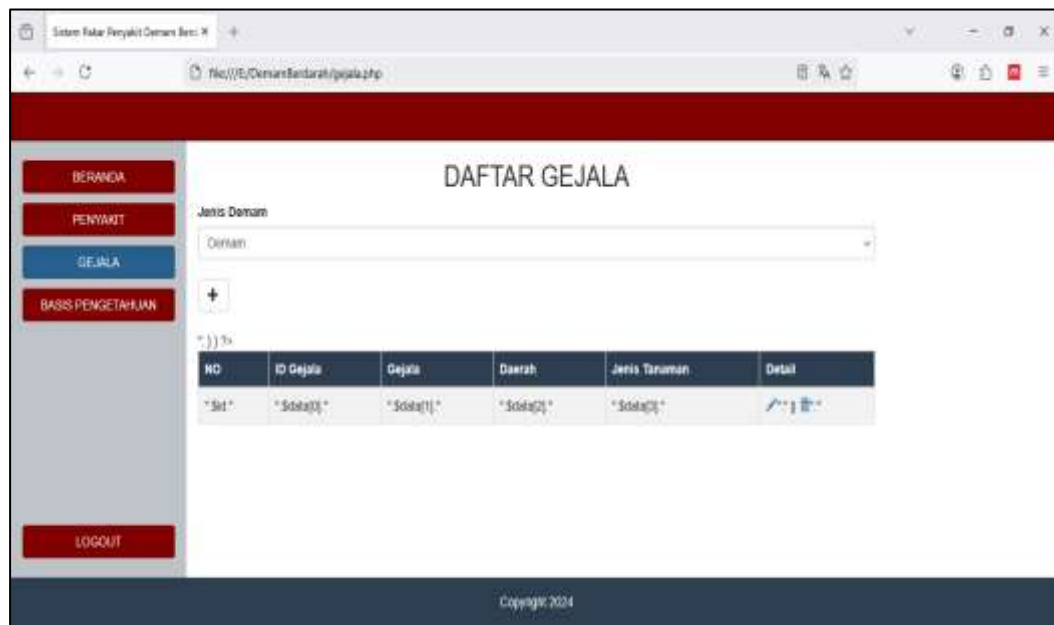 Sistem Pakar Penyakit Demam Berd
file:///E:/DemamBerdarah/gejala.php
BERANDA
PENYAKIT
GEJALA
BASIS PENGETAHUAN
LOGOUT
DAFTAR GEJALA
Jenis Demam
Demam
+
"; } } ?>
NO ID Gejala Gejala Daerah Jenis Tanaman Detail
" $id " " $data[0]." " $data[1]." " $data[2]." " $data[3]." " " | " "
Copyright 2024